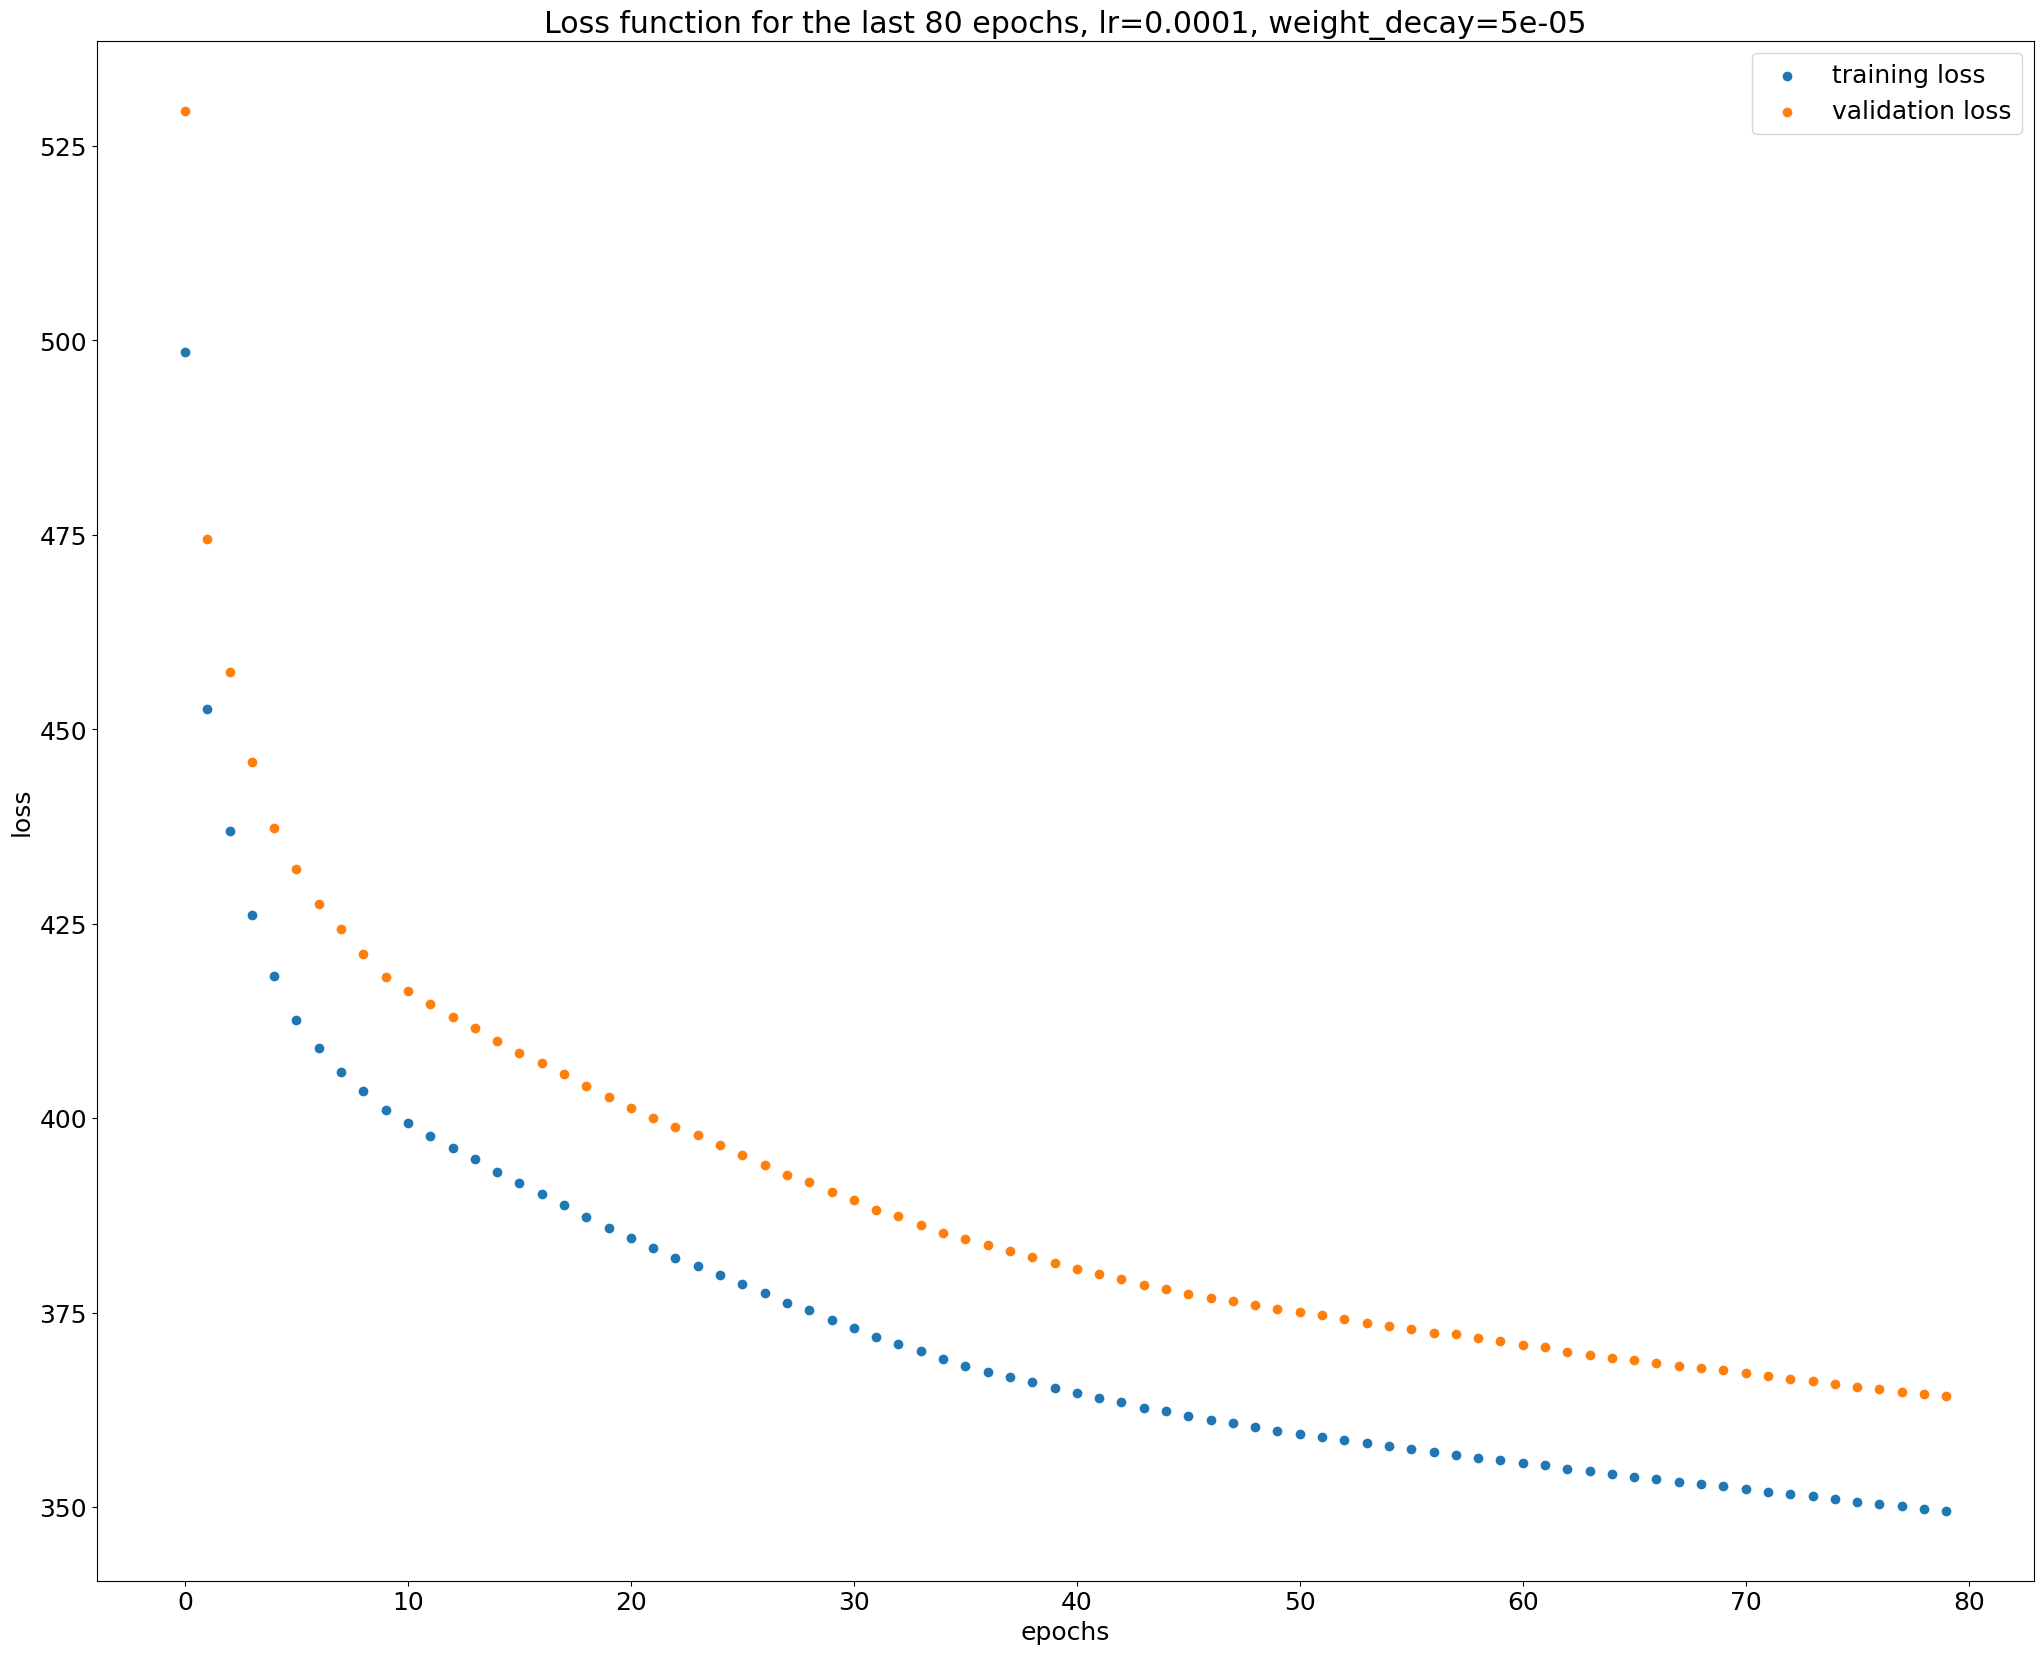 Loss function for the last 80 epochs, lr=0.0001, weight_decay=5e-05
training loss
validation loss
525
500
475
450
425
400
375
350
loss
0 10 20 30 40 50 60 70 80
epochs